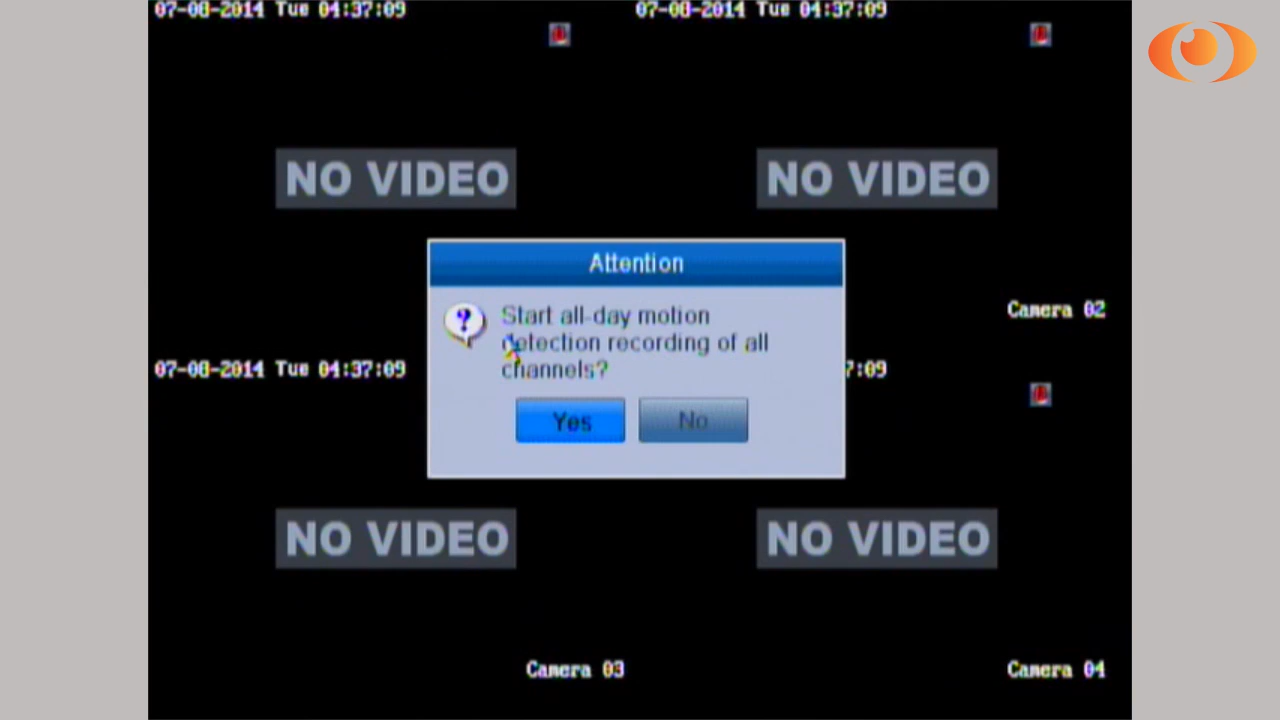 07-08-2014 Tue 04:37:09
07-08-2014 Tue 04:37:09
NO VIDEO
NO VIDEO
Attention
Start all-day motion
detection recording of all
channels?
Yes
No
Camera 02
07-08-2014 Tue 04:37:09
7:09
NO VIDEO
NO VIDEO
Camera 03
Camera 04